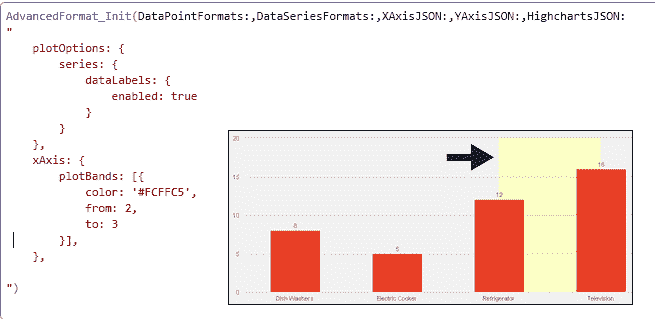 AdvancedFormat_Init(DataPointFormats:,DataSeriesFormats:,XAxisJSON:,YAxisJSON:,HighchartsJSON:
"
plotOptions: {
series: {
dataLabels: {
enabled: true
}
}
},
xAxis: {
plotBands: [{
color: '#FCFFC5',
from: 2,
to: 3
}],
},
")
20
15
10
5
0
8
5
12
16
Dish Washers
Electric Cooker
Refrigerator
Television